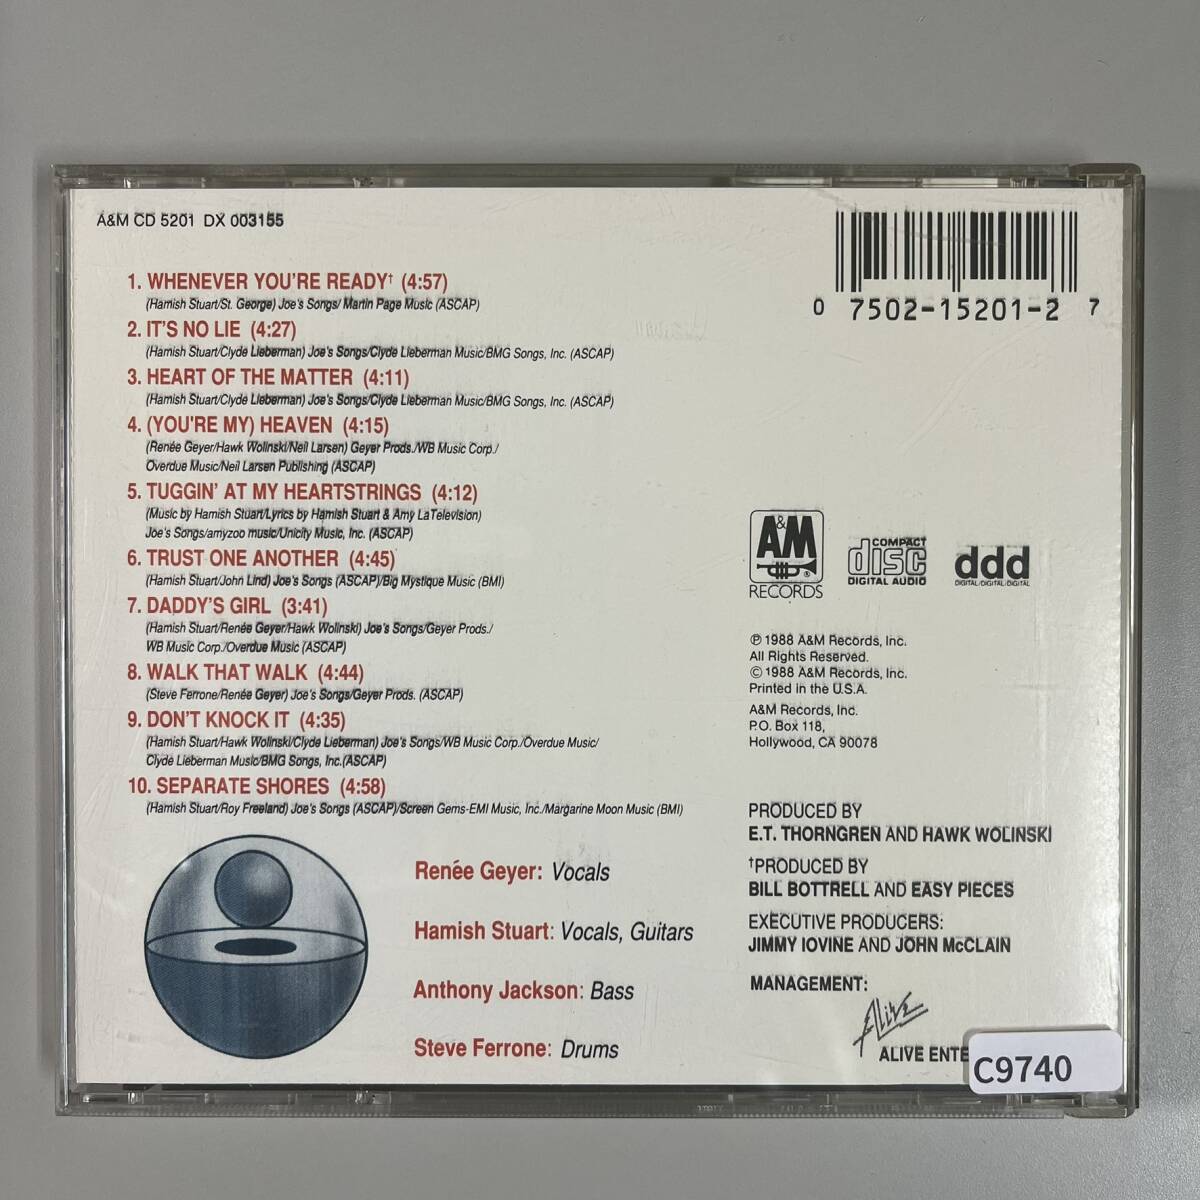 A&M CD 5201 DX 003155
0 7502-15201-2 7
1. WHENEVER YOU'RE READY† (4:57)
(Hamish Stuart/St. George) Joe's Songs/ Martin Page Music (ASCAP)
2. IT'S NO LIE (4:27)
(Hamish Stuart/Clyde Lieberman) Joe's Songs/Clyde Lieberman Music/BMG Songs, Inc. (ASCAP)
3. HEART OF THE MATTER (4:11)
(Hamish Stuart/Clyde Lieberman) Joe's Songs/Clyde Lieberman Music/BMG Songs, Inc. (ASCAP)
4. (YOU'RE MY) HEAVEN (4:15)
(Renée Geyer/Hawk Wolinski/Neil Larsen) Geyer Prods./WB Music Corp./
Overdue Music/Neil Larsen Publishing (ASCAP)
5. TUGGIN' AT MY HEARTSTRINGS (4:12)
(Music by Hamish Stuart/Lyrics by Hamish Stuart & Amy LaTelevision)
Joe's Songs/amyzoo music/Unicity Music, Inc. (ASCAP)
6. TRUST ONE ANOTHER (4:45)
(Hamish Stuart/John Lind) Joe's Songs (ASCAP)/Big Mystique Music (BMI)
7. DADDY'S GIRL (3:41)
(Hamish Stuart/Renée Geyer/Hawk Wolinski) Joe's Songs/Geyer Prods./
WB Music Corp./Overdue Music (ASCAP)
8. WALK THAT WALK (4:44)
(Steve Ferrone/Renée Geyer) Joe's Songs/Geyer Prods. (ASCAP)
9. DON'T KNOCK IT (4:35)
(Hamish Stuart/Hawk Wolinski/Clyde Lieberman) Joe's Songs/WB Music Corp./Overdue Music/
Clyde Lieberman Music/BMG Songs, Inc.(ASCAP)
10. SEPARATE SHORES (4:58)
(Hamish Stuart/Roy Freeland) Joe's Songs (ASCAP)/Screen Gems-EMI Music, Inc./Margarine Moon Music (BMI)
Renée Geyer: Vocals
Hamish Stuart: Vocals, Guitars
Anthony Jackson: Bass
Steve Ferrone: Drums
A&M
®
RECORDS
COMPACT
disc
DIGITAL AUDIO
ddd
DIGITAL/DIGITAL/DIGITAL
℗ 1988 A&M Records, Inc.
All Rights Reserved.
© 1988 A&M Records, Inc.
Printed in the U.S.A.
A&M Records, Inc.
P.O. Box 118,
Hollywood, CA 90078
PRODUCED BY
E.T. THORNGREN AND HAWK WOLINSKI
†PRODUCED BY
BILL BOTTRELL AND EASY PIECES
EXECUTIVE PRODUCERS:
JIMMY IOVINE AND JOHN McCLAIN
MANAGEMENT:
Alive
ALIVE ENTE
C9740